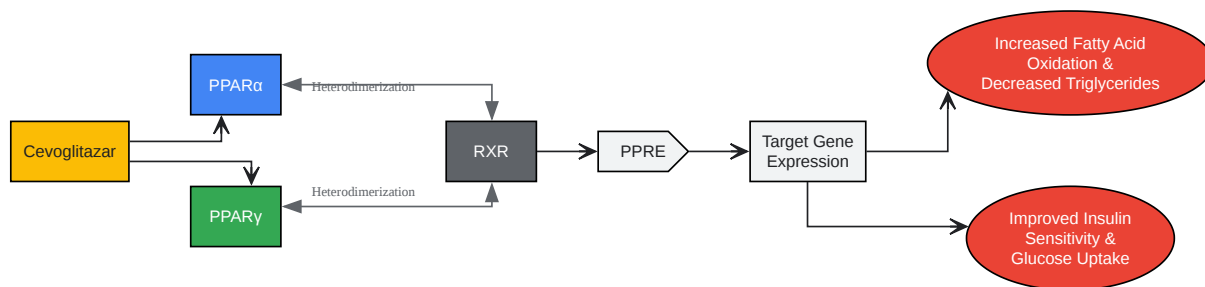 Increased Fatty Acid
Oxidation &
Decreased Triglycerides
PPARα
Heterodimerization
Cevoglitazar
RXR
PPRE
Target Gene
Expression
Heterodimerization
PPARγ
Improved Insulin
Sensitivity &
Glucose Uptake